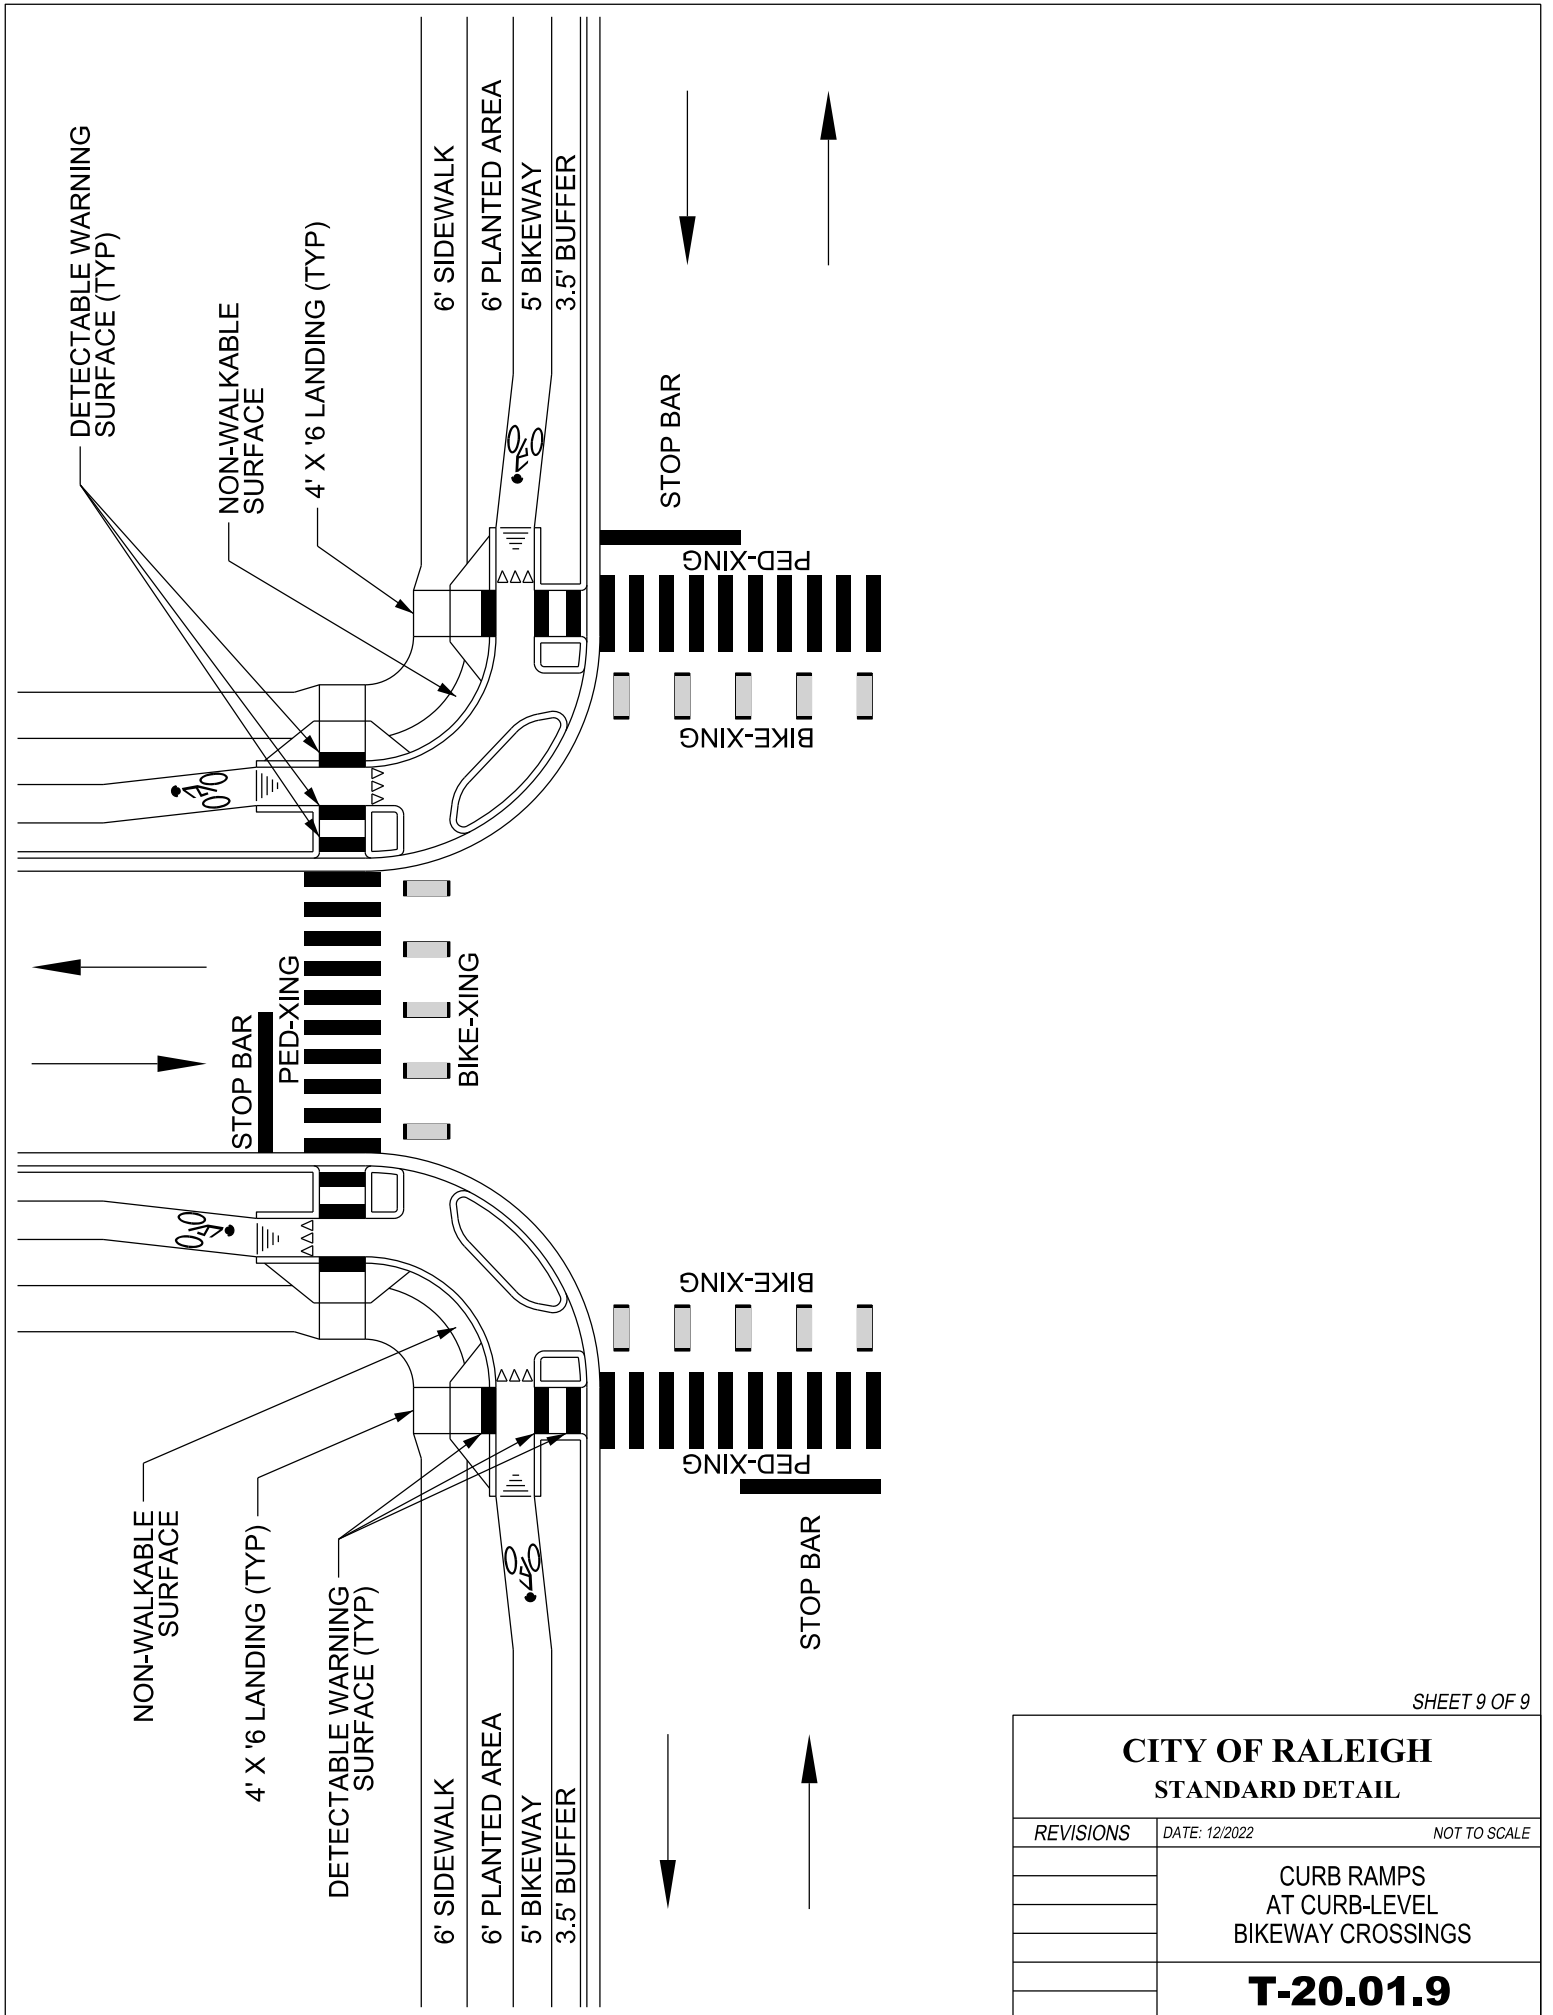 DETECTABLE WARNING
SURFACE (TYP)
NON-WALKABLE
SURFACE
4' X '6 LANDING (TYP)
6' SIDEWALK
6' PLANTED AREA
5' BIKEWAY
3.5' BUFFER
STOP BAR
PED-XING
BIKE-XING
STOP BAR
PED-XING
BIKE-XING
BIKE-XING
PED-XING
STOP BAR
NON-WALKABLE
SURFACE
4' X '6 LANDING (TYP)
DETECTABLE WARNING
SURFACE (TYP)
6' SIDEWALK
6' PLANTED AREA
5' BIKEWAY
3.5' BUFFER
SHEET 9 OF 9
CITY OF RALEIGH
STANDARD DETAIL
REVISIONS
DATE: 12/2022
NOT TO SCALE
CURB RAMPS
AT CURB-LEVEL
BIKEWAY CROSSINGS
T-20.01.9